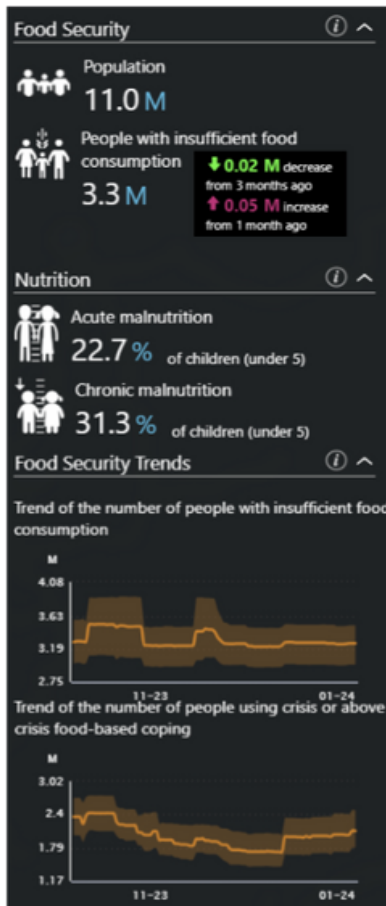 Food Security
Population
11.0 M
People with insufficient food
consumption
3.3 M
0.02 M decrease
from 3 months ago
0.05 M increase
from 1 month ago
Nutrition
Acute malnutrition
22.7 % of children (under 5)
Chronic malnutrition
31.3 % of children (under 5)
Food Security Trends
Trend of the number of people with insufficient food
consumption
M
4.08
3.63
3.19
2.75
11-23 01-24
Trend of the number of people using crisis or above
crisis food-based coping
M
3.02
2.4
1.79
1.17
11-23 01-24